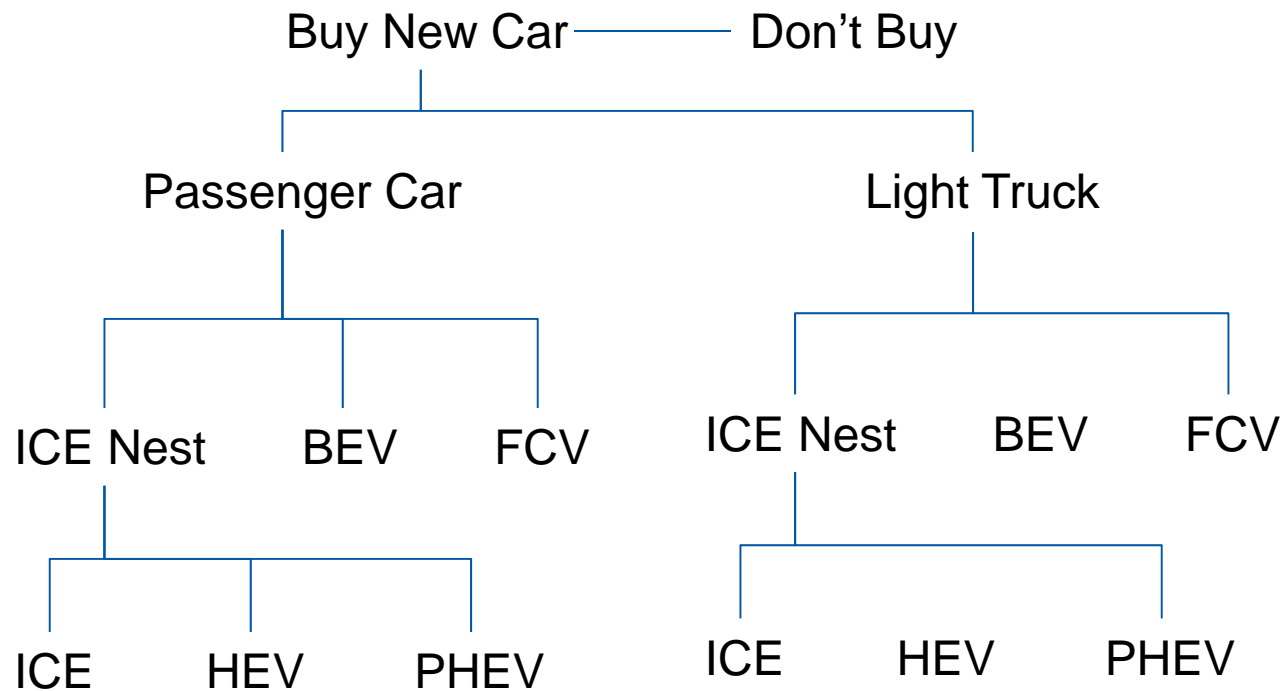 Buy New Car Don’t Buy
Passenger Car Light Truck
ICE Nest BEV FCV ICE Nest BEV FCV
ICE HEV PHEV ICE HEV PHEV